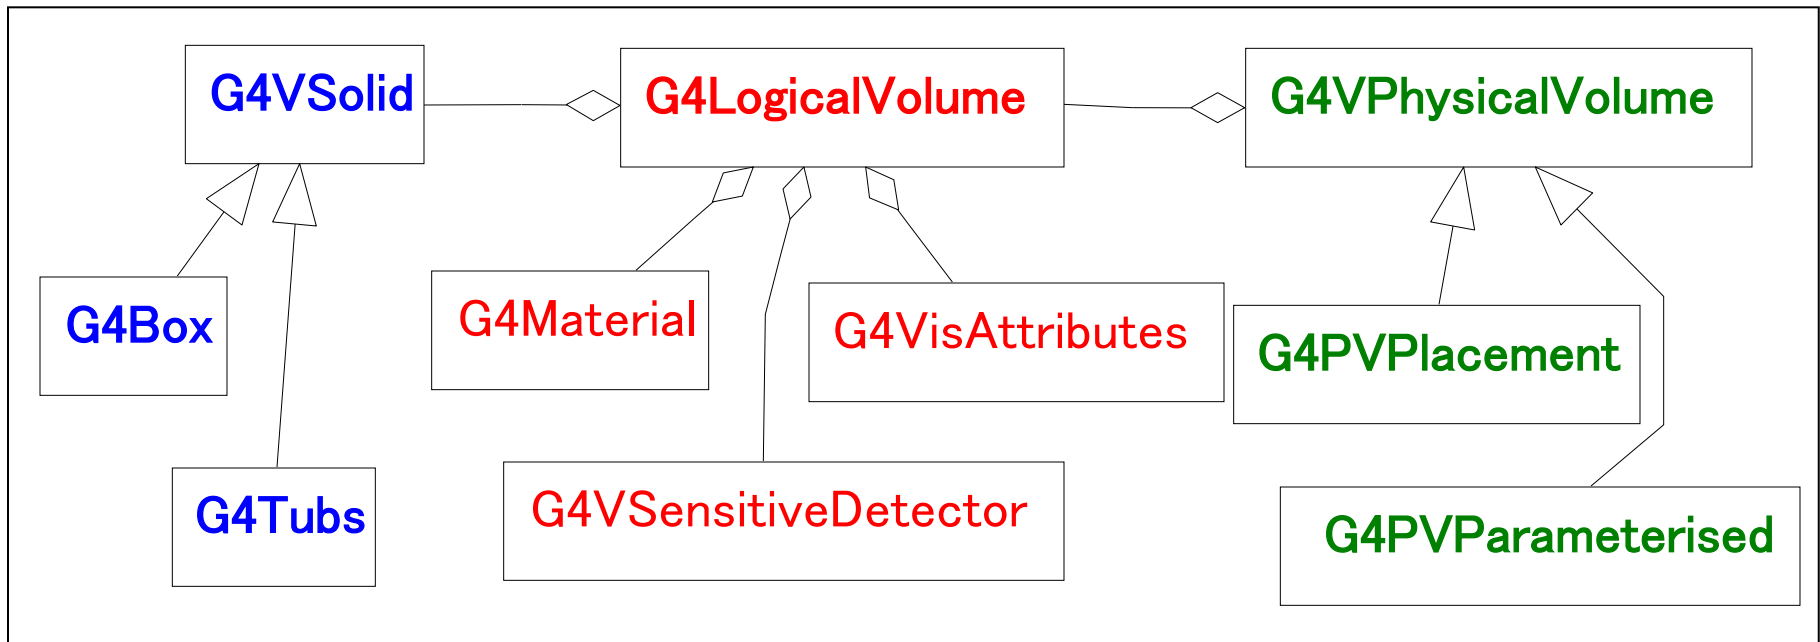 G4VSolid
G4LogicalVolume
G4VPhysicalVolume
G4Box
G4Material
G4VisAttributes
G4PVPlacement
G4Tubs
G4VSensitiveDetector
G4PVParameterised